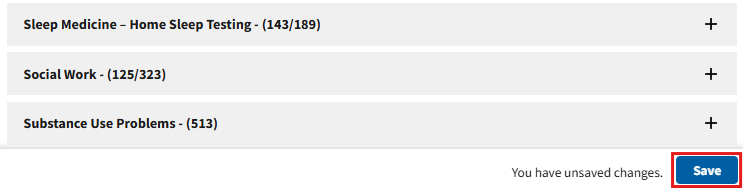 Sleep Medicine – Home Sleep Testing - (143/189)
Social Work - (125/323)
Substance Use Problems - (513)
You have unsaved changes. Save